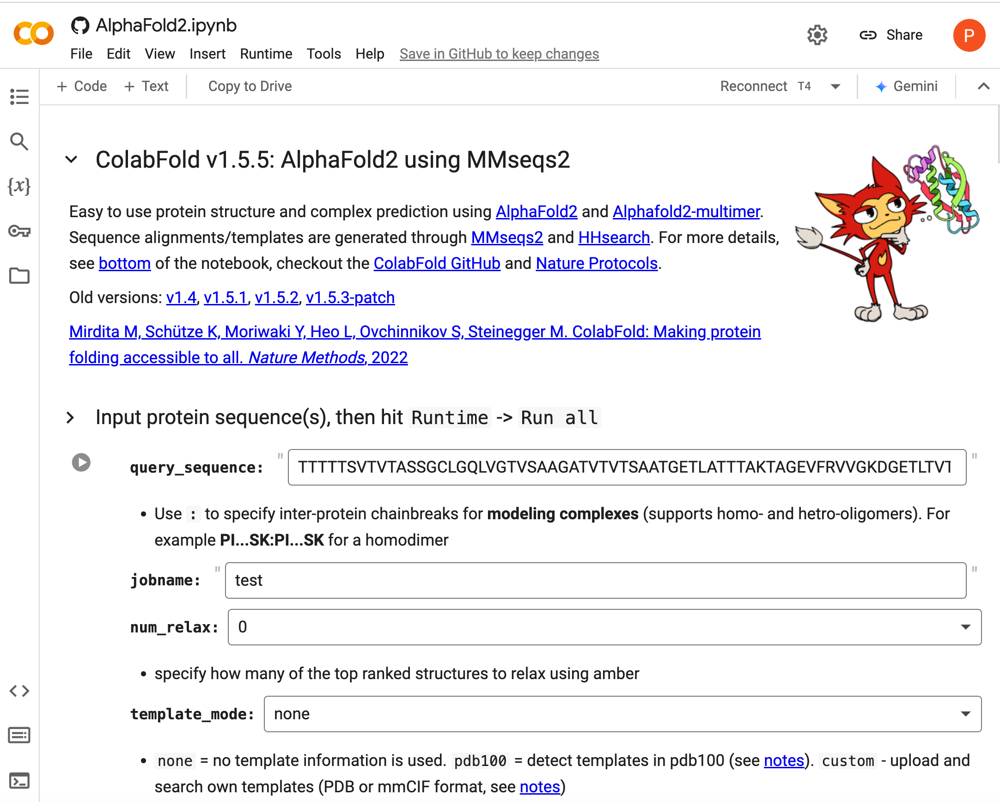 AlphaFold2.ipynb
File Edit View Insert Runtime Tools Help Save in GitHub to keep changes
Share
P
+ Code + Text Copy to Drive
Reconnect T4 Gemini
{x}
ColabFold v1.5.5: AlphaFold2 using MMseqs2
Easy to use protein structure and complex prediction using AlphaFold2 and Alphafold2-multimer.
Sequence alignments/templates are generated through MMseqs2 and HHsearch. For more details,
see bottom of the notebook, checkout the ColabFold GitHub and Nature Protocols.
Old versions: v1.4, v1.5.1, v1.5.2, v1.5.3-patch
Mirdita M, Schütze K, Moriwaki Y, Heo L, Ovchinnikov S, Steinegger M. ColabFold: Making protein
folding accessible to all. Nature Methods, 2022
Input protein sequence(s), then hit Runtime -> Run all
query_sequence: " TTTTTSVTVTASSGCLGQLVGTVSAAGATVTVTSAATGETLATTTAKTAGEVFRVVGKDGETLTVT "
• Use : to specify inter-protein chainbreaks for modeling complexes (supports homo- and hetro-oligomers). For
example PI...SK:PI...SK for a homodimer
jobname: " test "
num_relax: 0
• specify how many of the top ranked structures to relax using amber
template_mode: none
• none = no template information is used. pdb100 = detect templates in pdb100 (see notes). custom - upload and
search own templates (PDB or mmCIF format, see notes)